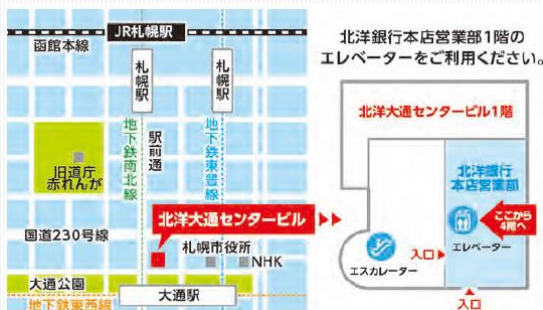 JR札幌駅
函館本線
札幌駅
札幌駅
地下鉄南北線
駅前通
地下鉄東豊線
旧道庁
赤れんが
北洋大通センタービル
国道230号線
札幌市役所
NHK
大通公園
大通駅
地下鉄東西線
北洋銀行本店営業部1階の
エレベーターをご利用ください。
北洋大通センタービル1階
北洋銀行
本店営業部
ここから
4階へ
エレベーター
入口
エスカレーター
入口